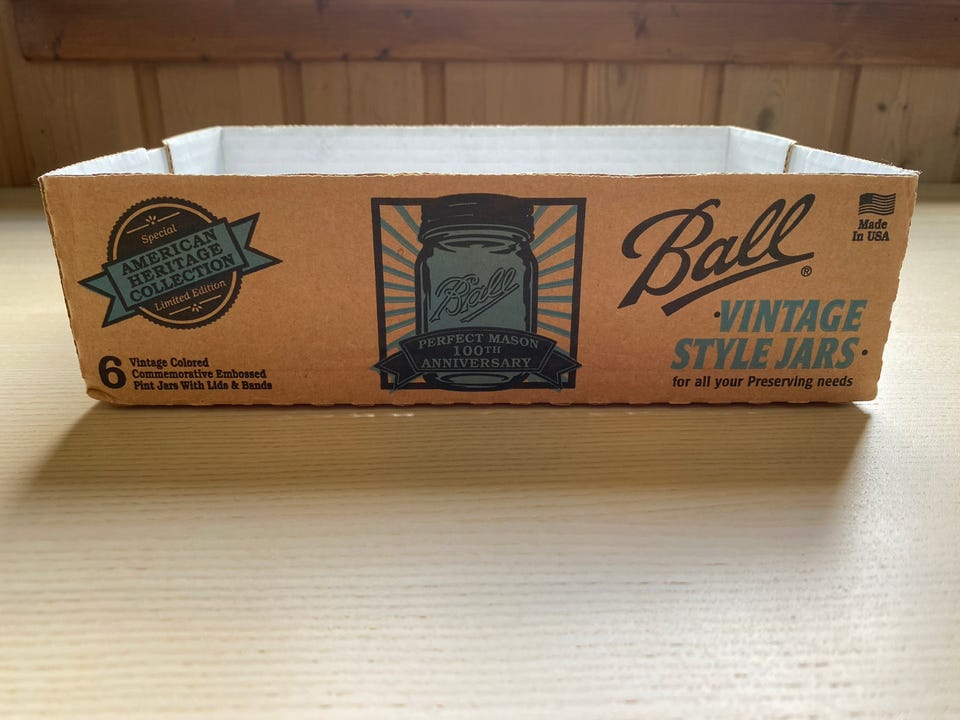 Special
AMERICAN
HERITAGE
COLLECTION
Limited Edition
6 Vintage Colored
Commemorative Embossed
Pint Jars With Lids & Bands
Ball
PERFECT MASON
100TH
ANNIVERSARY
Ball®
•VINTAGE
STYLE JARS•
for all your Preserving needs
Made
In USA